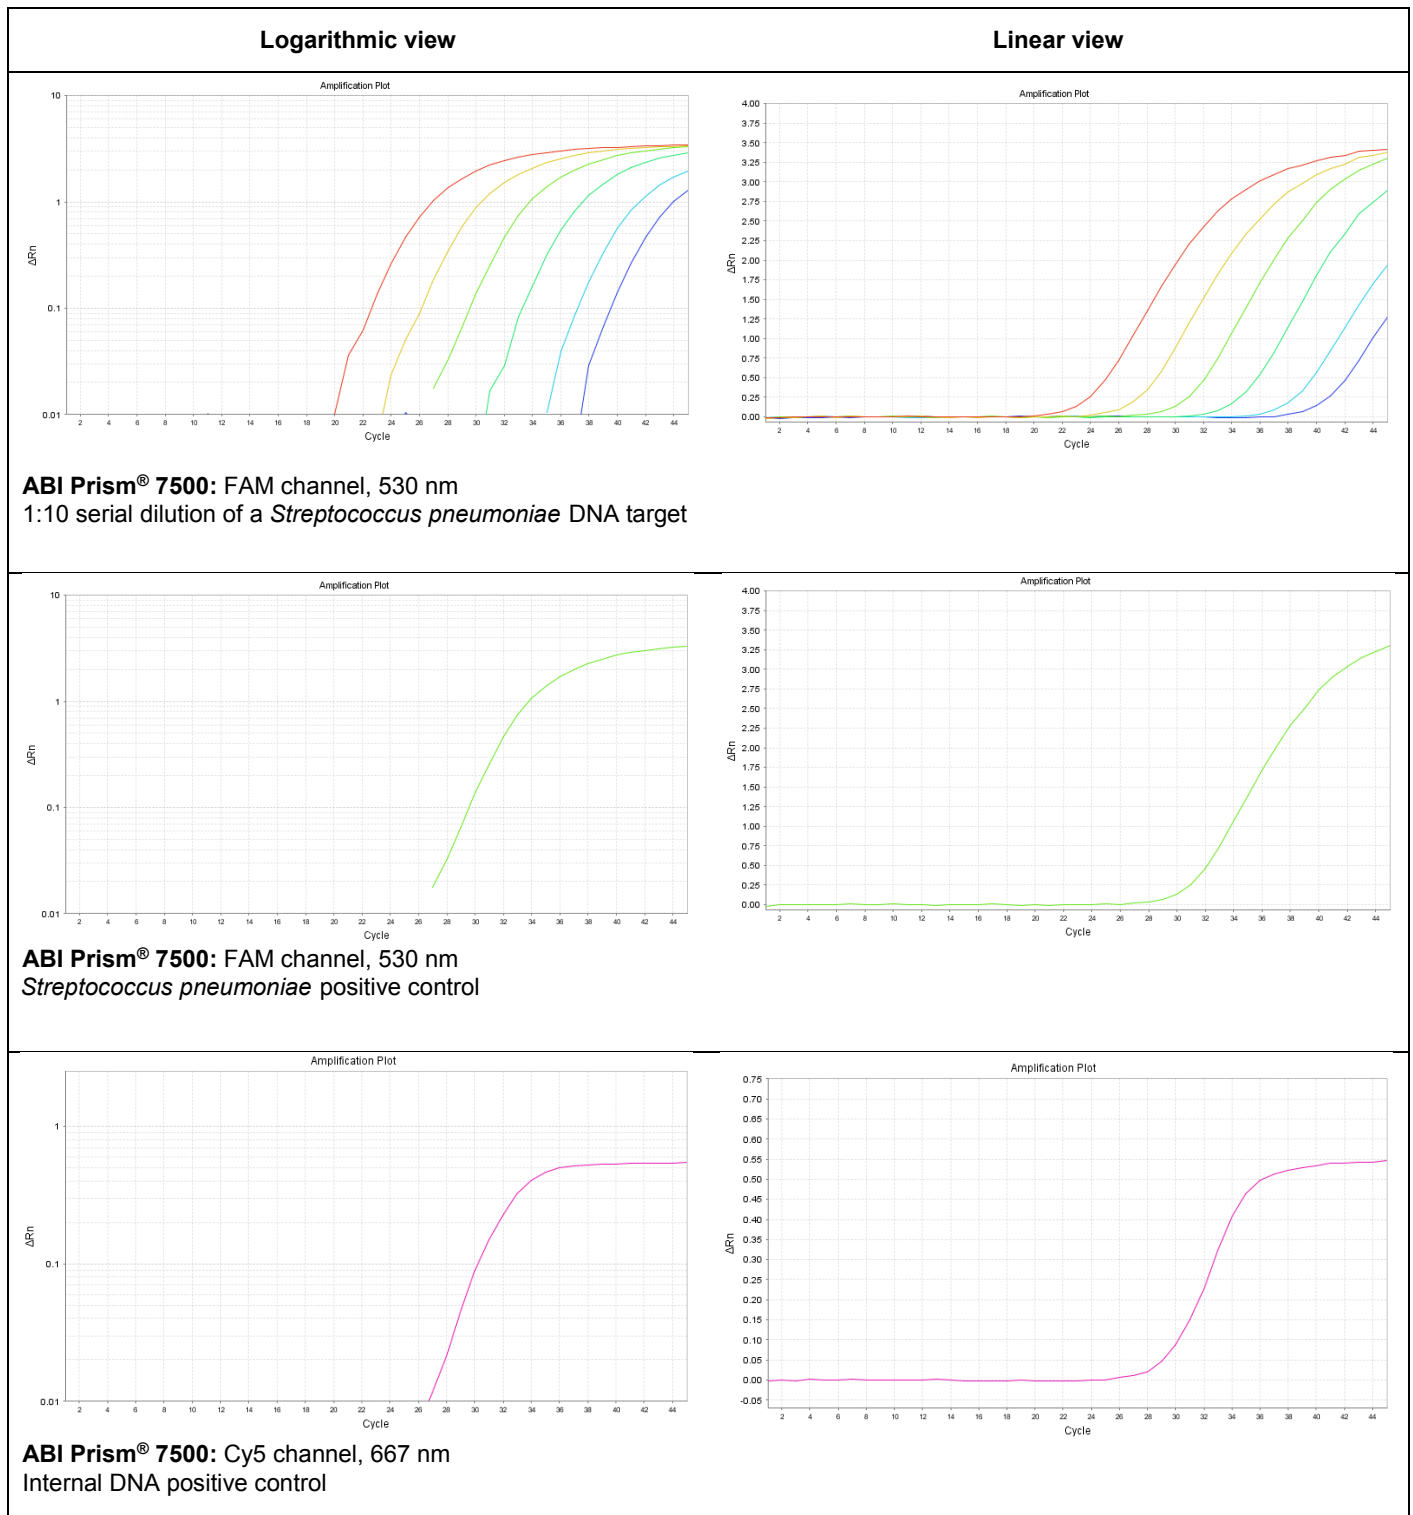 Logarithmic view
Linear view
Amplification Plot
10
1
0.1
0.01
ΔRn
2 4 6 8 10 12 14 16 18 20 22 24 26 28 30 32 34 36 38 40 42 44
Cycle
Amplification Plot
4.00
3.75
3.50
3.25
3.00
2.75
2.50
2.25
2.00
1.75
1.50
1.25
1.00
0.75
0.50
0.25
0.00
ΔRn
2 4 6 8 10 12 14 16 18 20 22 24 26 28 30 32 34 36 38 40 42 44
Cycle
ABI Prism® 7500: FAM channel, 530 nm
1:10 serial dilution of a Streptococcus pneumoniae DNA target
Amplification Plot
10
1
0.1
0.01
ΔRn
2 4 6 8 10 12 14 16 18 20 22 24 26 28 30 32 34 36 38 40 42 44
Cycle
Amplification Plot
4.00
3.75
3.50
3.25
3.00
2.75
2.50
2.25
2.00
1.75
1.50
1.25
1.00
0.75
0.50
0.25
0.00
ΔRn
2 4 6 8 10 12 14 16 18 20 22 24 26 28 30 32 34 36 38 40 42 44
Cycle
ABI Prism® 7500: FAM channel, 530 nm
Streptococcus pneumoniae positive control
Amplification Plot
1
0.1
0.01
ΔRn
2 4 6 8 10 12 14 16 18 20 22 24 26 28 30 32 34 36 38 40 42 44
Cycle
Amplification Plot
0.75
0.70
0.65
0.60
0.55
0.50
0.45
0.40
0.35
0.30
0.25
0.20
0.15
0.10
0.05
0.00
-0.05
ΔRn
2 4 6 8 10 12 14 16 18 20 22 24 26 28 30 32 34 36 38 40 42 44
Cycle
ABI Prism® 7500: Cy5 channel, 667 nm
Internal DNA positive control